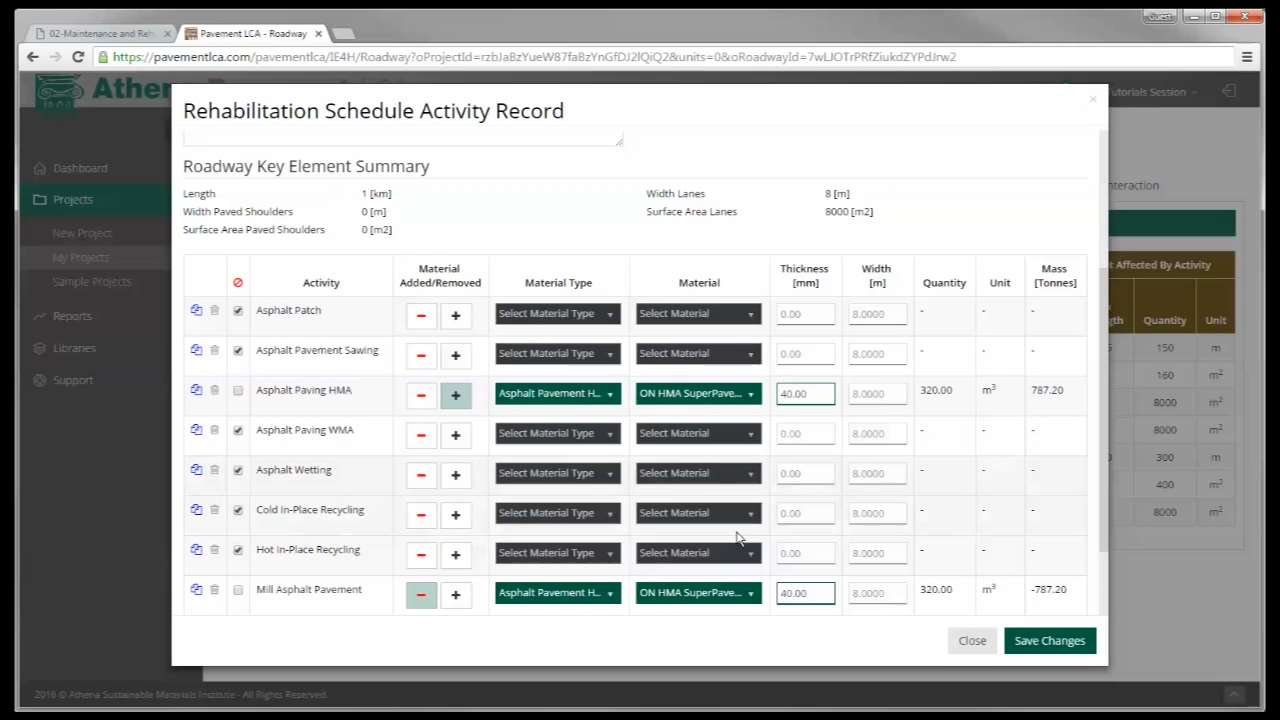 Guest
02-Maintenance and Reh
Pavement LCA - Roadway
https://pavementlca.com/pavementlca/IE4H/Roadway?oProjectId=rzbJaBzYueW87faBzYnGfDJ2lQiQ2&units=0&oRoadwayId=7wLJOTrPRfZiukdZYPdJrw2
Athe
Tutorials Session
Rehabilitation Schedule Activity Record
Dashboard
Projects
New Project
My Projects
Sample Projects
Reports
Libraries
Support
Roadway Key Element Summary
Length 1 [km] Width Lanes 8 [m]
Width Paved Shoulders 0 [m] Surface Area Lanes 8000 [m2]
Surface Area Paved Shoulders 0 [m2]
Activity Material Added/Removed Material Type Material Thickness [mm] Width [m] Quantity Unit Mass [Tonnes]
Asphalt Patch − + Select Material Type Select Material 0.00 8.0000 - - -
Asphalt Pavement Sawing − + Select Material Type Select Material 0.00 8.0000 - - -
Asphalt Paving HMA − + Asphalt Pavement H... ON HMA SuperPave... 40.00 8.0000 320.00 m³ 787.20
Asphalt Paving WMA − + Select Material Type Select Material 0.00 8.0000 - - -
Asphalt Wetting − + Select Material Type Select Material 0.00 8.0000 - - -
Cold In-Place Recycling − + Select Material Type Select Material 0.00 8.0000 - - -
Hot In-Place Recycling − + Select Material Type Select Material 0.00 8.0000 - - -
Mill Asphalt Pavement − + Asphalt Pavement H... ON HMA SuperPave... 40.00 8.0000 320.00 m³ -787.20
Close Save Changes
nteraction
t Affected By Activity
gth Quantity Unit
5 150 m
160 m²
8000 m²
8000 m²
300 m
400 m²
8000 m²
2016 © Athena Sustainable Materials Institute - All Rights Reserved.